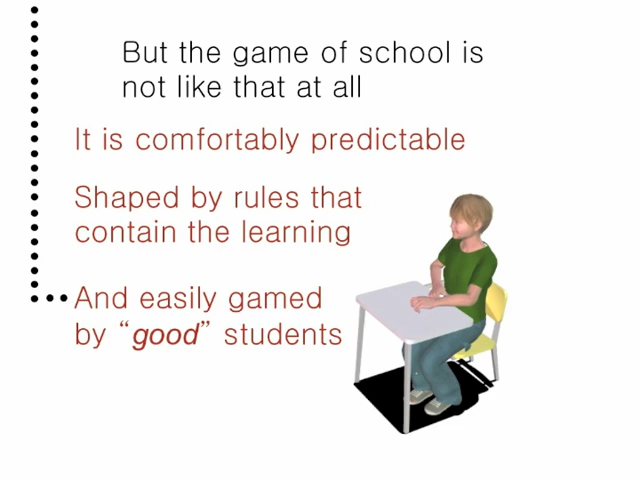 But the game of school is
not like that at all
It is comfortably predictable
Shaped by rules that
contain the learning
And easily gamed
by “good” students